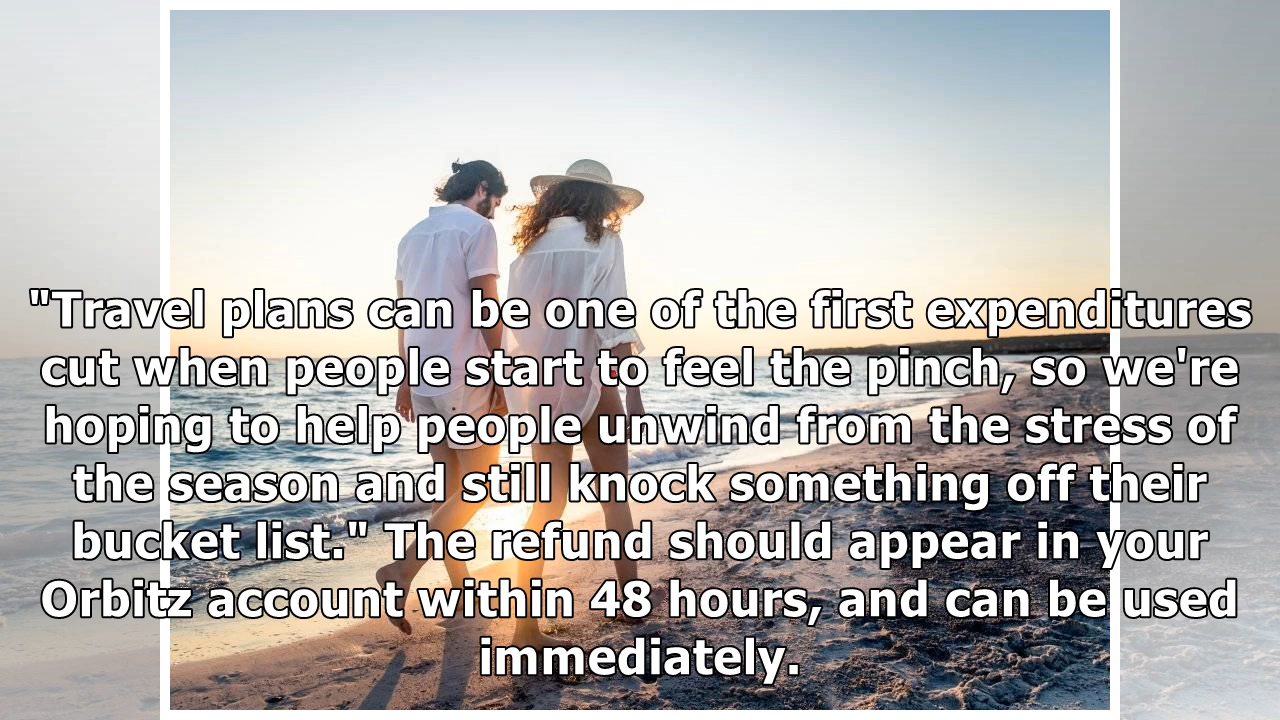 "Travel plans can be one of the first expenditures
cut when people start to feel the pinch, so we're
hoping to help people unwind from the stress of
the season and still knock something off their
bucket list." The refund should appear in your
Orbitz account within 48 hours, and can be used
immediately.